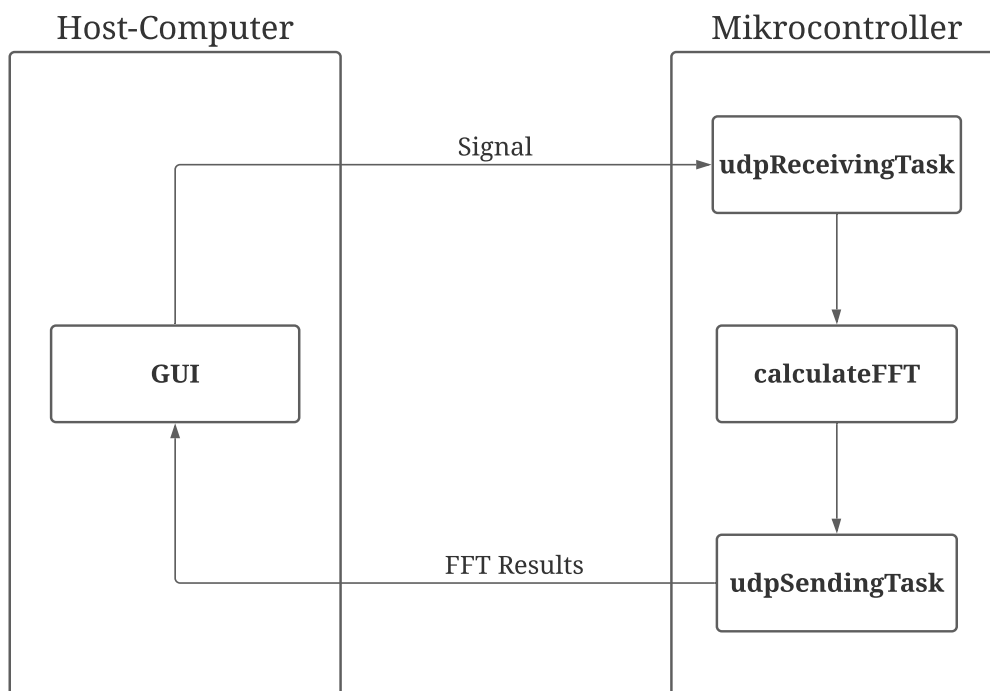 Host-Computer
Mikrocontroller
Signal
udpReceivingTask
GUI
calculateFFT
FFT Results
udpSendingTask